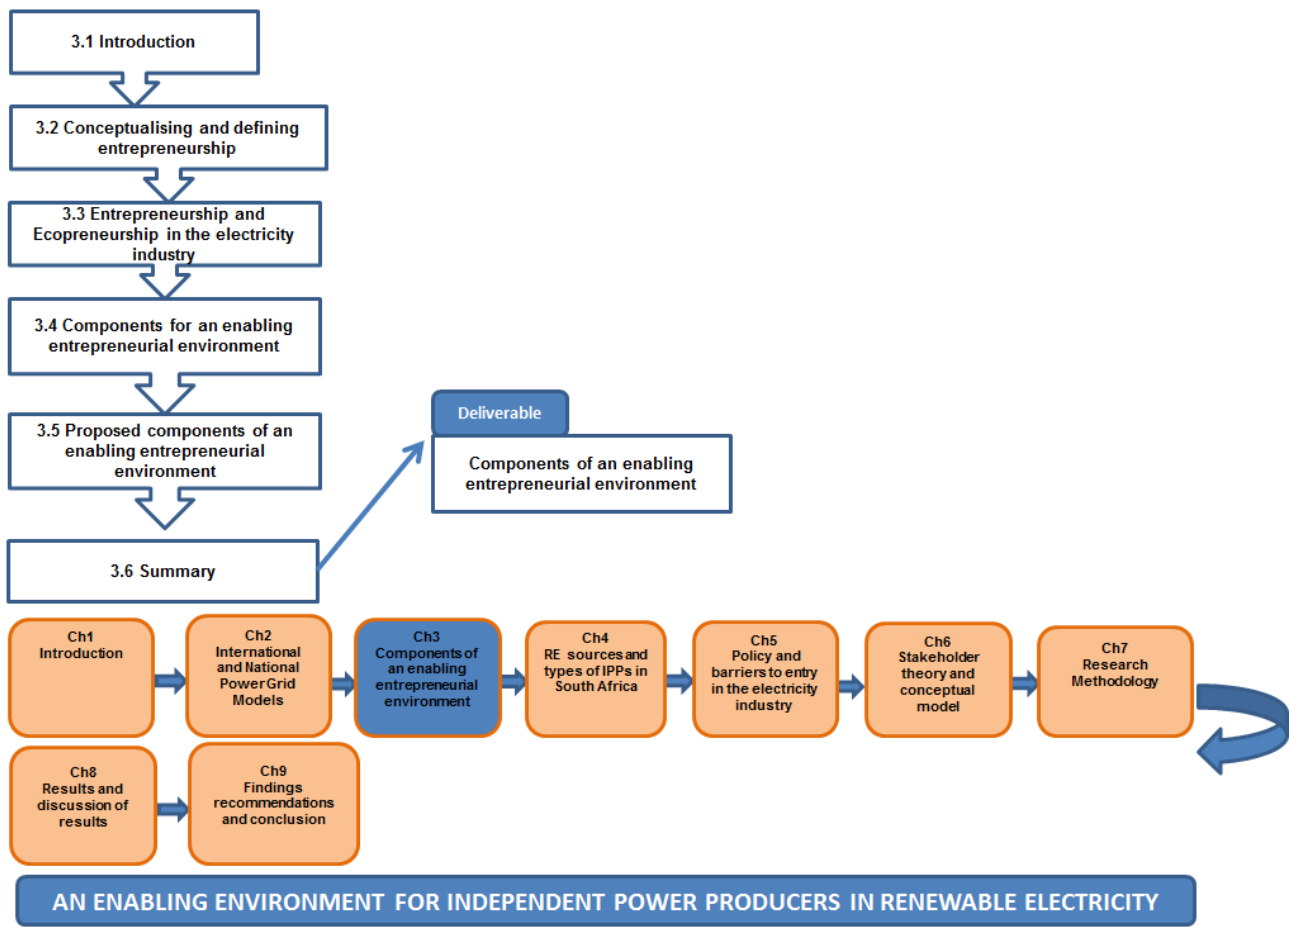 3.1 Introduction
3.2 Conceptualising and defining
entrepreneurship
3.3 Entrepreneurship and
Ecopreneurship in the electricity
industry
3.4 Components for an enabling
entrepreneurial environment
3.5 Proposed components of an
enabling entrepreneurial
environment
Deliverable
Components of an enabling
entrepreneurial environment
3.6 Summary
Ch1
Introduction
Ch2
International
and National
Power Grid
Models
Ch3
Components of
an enabling
entrepreneurial
environment
Ch4
RE sources and
types of IPPs in
South Africa
Ch5
Policy and
barriers to entry
in the electricity
industry
Ch6
Stakeholder
theory and
conceptual
model
Ch7
Research
Methodology
Ch8
Results and
discussion of
results
Ch9
Findings
recommendations
and conclusion
AN ENABLING ENVIRONMENT FOR INDEPENDENT POWER PRODUCERS IN RENEWABLE ELECTRICITY